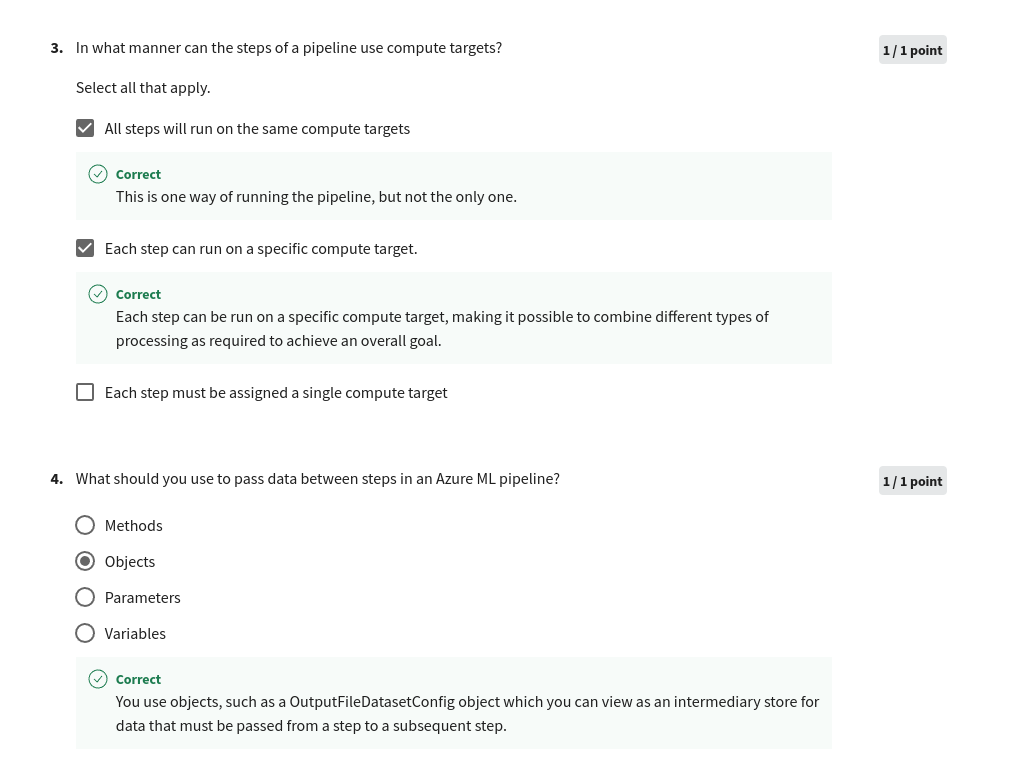 3. In what manner can the steps of a pipeline use compute targets?
1 / 1 point
Select all that apply.
All steps will run on the same compute targets
Correct
This is one way of running the pipeline, but not the only one.
Each step can run on a specific compute target.
Correct
Each step can be run on a specific compute target, making it possible to combine different types of
processing as required to achieve an overall goal.
Each step must be assigned a single compute target
4. What should you use to pass data between steps in an Azure ML pipeline?
1 / 1 point
Methods
Objects
Parameters
Variables
Correct
You use objects, such as a OutputFileDatasetConfig object which you can view as an intermediary store for
data that must be passed from a step to a subsequent step.